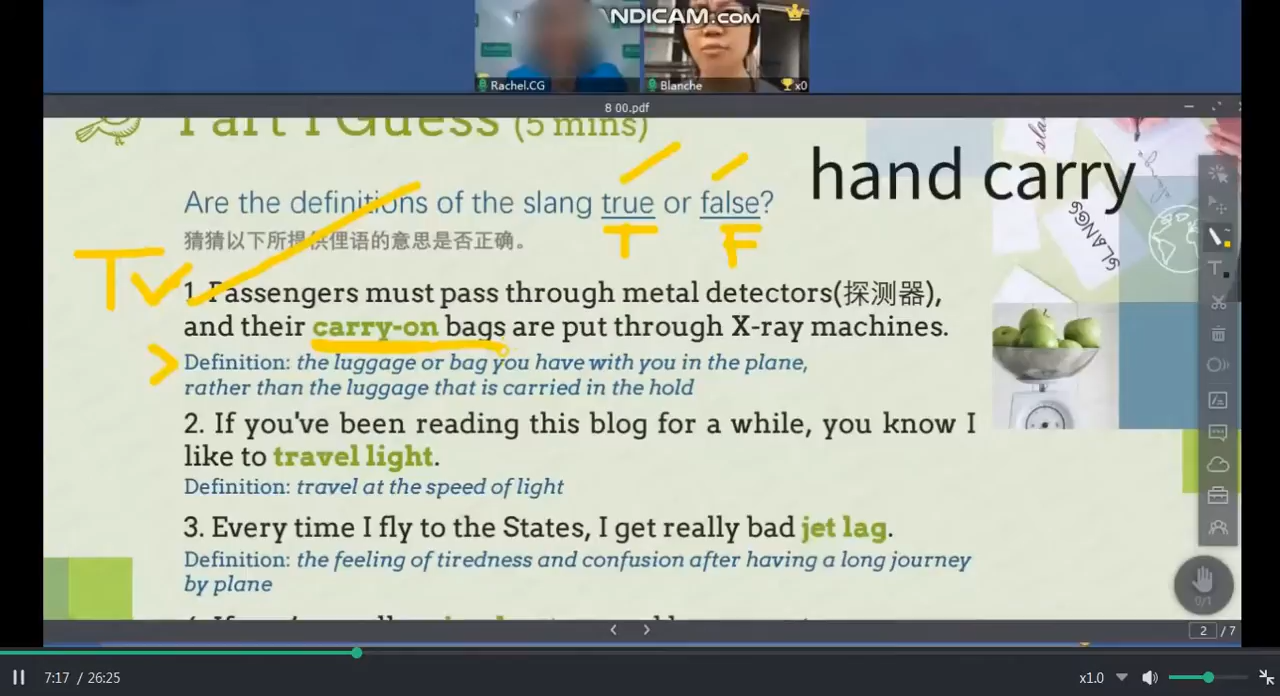 ANDICAM.COM
Rachel.CG
Blanche
x0
8 00.pdf
Part 1 Guess (5 mins)
hand carry
Are the definitions of the slang true or false?
T F
猜猜以下所提供俚语的意思是否正确。
SLANGS
T
1. Passengers must pass through metal detectors(探测器),
and their carry-on bags are put through X-ray machines.
Definition: the luggage or bag you have with you in the plane,
rather than the luggage that is carried in the hold
2. If you've been reading this blog for a while, you know I
like to travel light.
Definition: travel at the speed of light
3. Every time I fly to the States, I get really bad jet lag.
Definition: the feeling of tiredness and confusion after having a long journey
by plane
0/1
2 / 7
7:17 / 26:25
x1.0